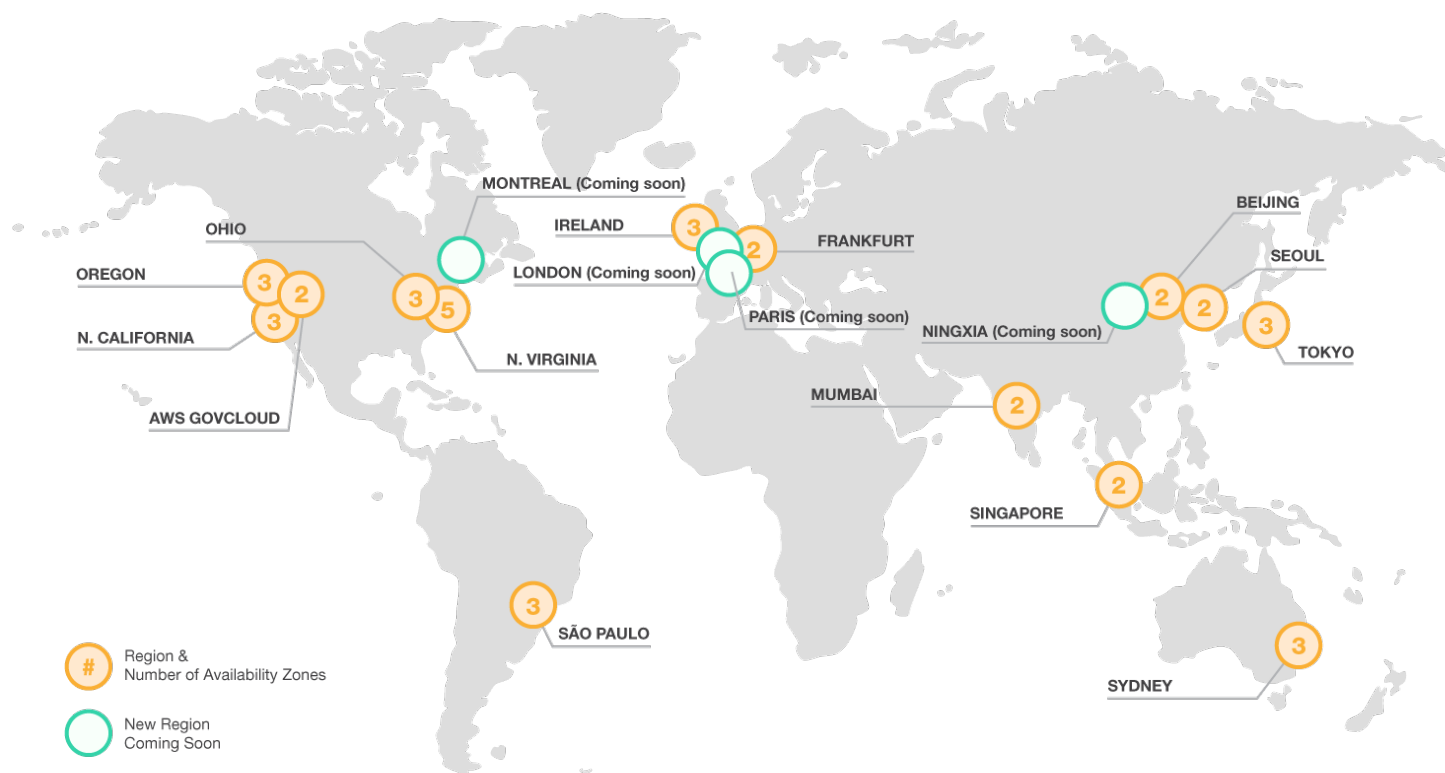 MONTREAL (Coming soon)
BEIJING
IRELAND
3
OHIO
FRANKFURT
2
SEOUL
OREGON
3
2
LONDON (Coming soon)
3
5
2
2
PARIS (Coming soon)
3
N. CALIFORNIA
NINGXIA (Coming soon)
3
TOKYO
N. VIRGINIA
MUMBAI
2
AWS GOVCLOUD
2
SINGAPORE
3
SÃO PAULO
3
SYDNEY
#
Region &
Number of Availability Zones
New Region
Coming Soon